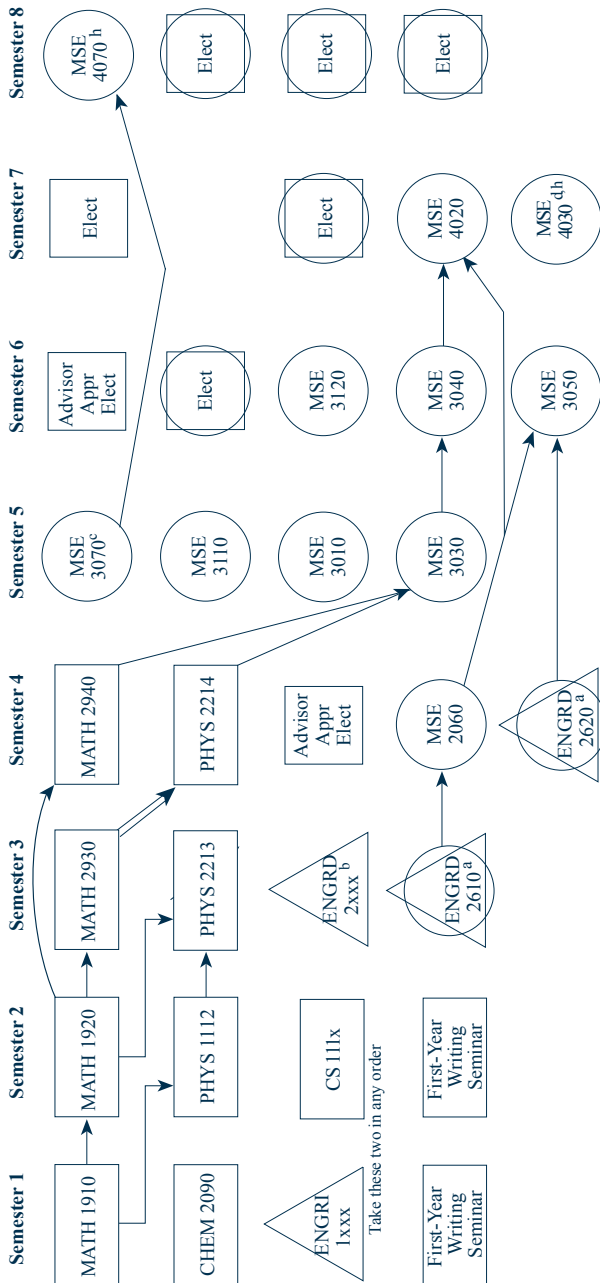 Semester 1
MATH 1910
CHEM 2090
ENGRI
1xxx
Take these two in any order
First-Year
Writing
Seminar
Semester 2
MATH 1920
PHYS 1112
CS 111x
First-Year
Writing
Seminar
Semester 3
MATH 2930
PHYS 2213
ENGRD
2xxx b
ENGRD
2610 a
Semester 4
MATH 2940
PHYS 2214
Advisor
Appr
Elect
MSE
2060
ENGRD
2620 a
Semester 5
MSE
3070c
MSE
3110
MSE
3010
MSE
3030
Semester 6
Advisor
Appr
Elect
Elect
MSE
3120
MSE
3040
MSE
3050
Semester 7
Elect
Elect
MSE
4020
MSE
4030 d,h
Semester 8
MSE
4070 h
Elect
Elect
Elect